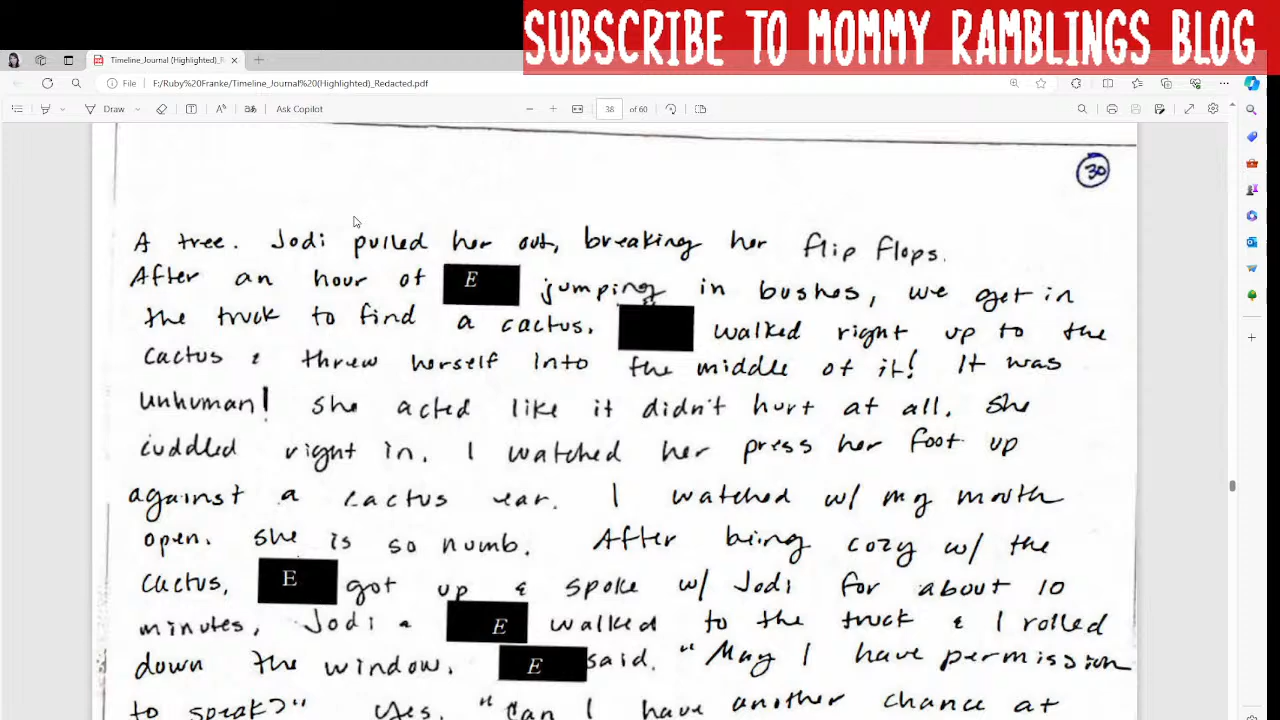 SUBSCRIBE TO MOMMY RAMBLINGS BLOG
Timeline_Journal (Highlighted)_R
File F:/Ruby%20Franke/Timeline_Journal%20(Highlighted)_Redacted.pdf
Draw Ask Copilot 38 of 60
30
A tree. Jodi pulled her out, breaking her flip flops.
After an hour of E jumping in bushes, we get in
the truck to find a cactus. walked right up to the
cactus & threw herself into the middle of it! It was
unhuman! She acted like it didn't hurt at all. She
cuddled right in. I watched her press her foot up
against a cactus ear. I watched w/ my mouth
open. She is so numb. After being cozy w/ the
cactus, E got up & spoke w/ Jodi for about 10
minutes. Jodi & E walked to the truck & I rolled
down the window. E said. "May I have permission
to speak?" Yes. "Can I have another chance at